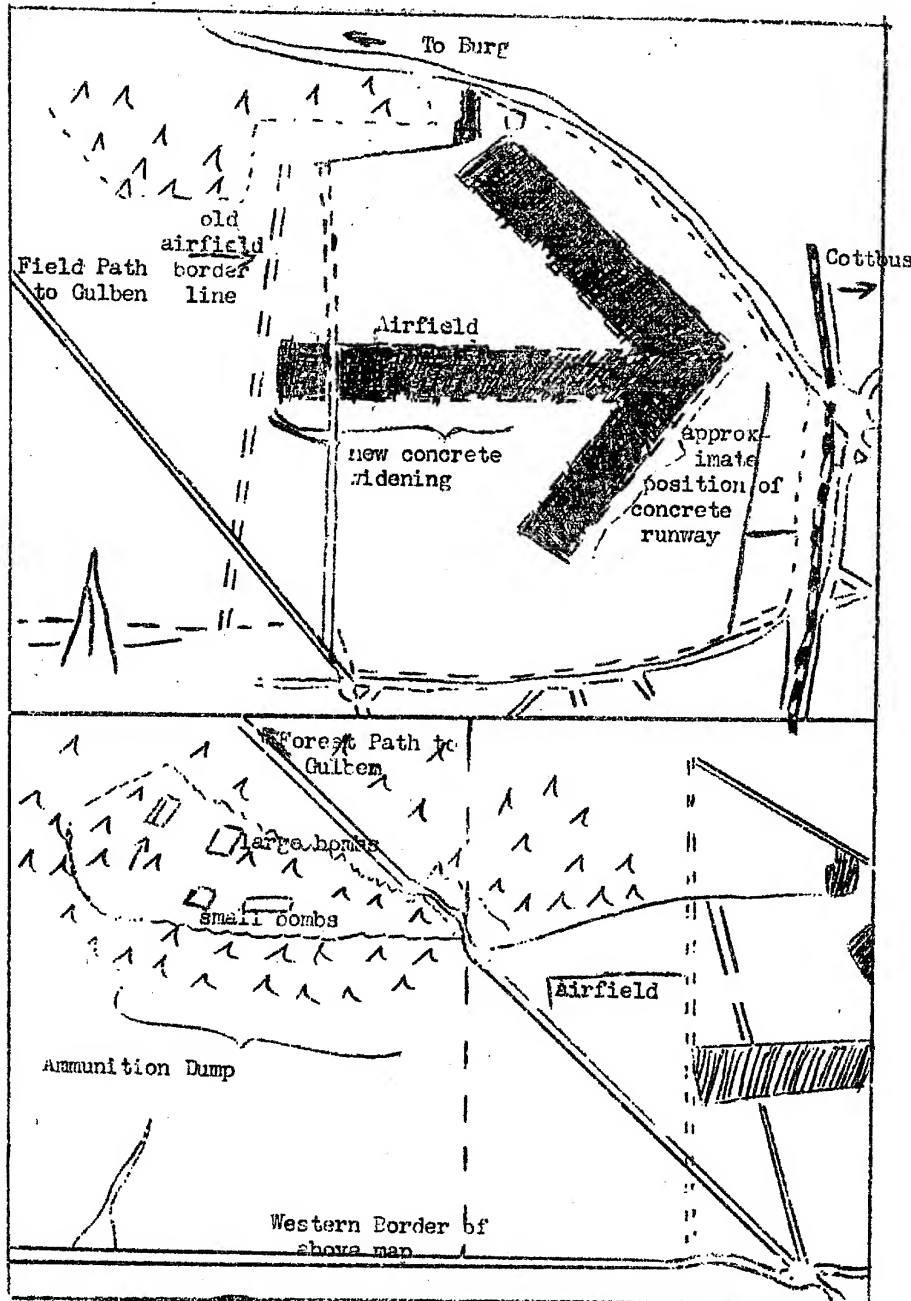 To Burg
old
airfield
border
line
Field Path
to Gulben
Cottbus
Airfield
new concrete
widening
approx-
imate
position of
concrete
runway
Forest Path to
Gulben
large bombs
small bombs
Airfield
Ammunition Dump
Western Border of
above map